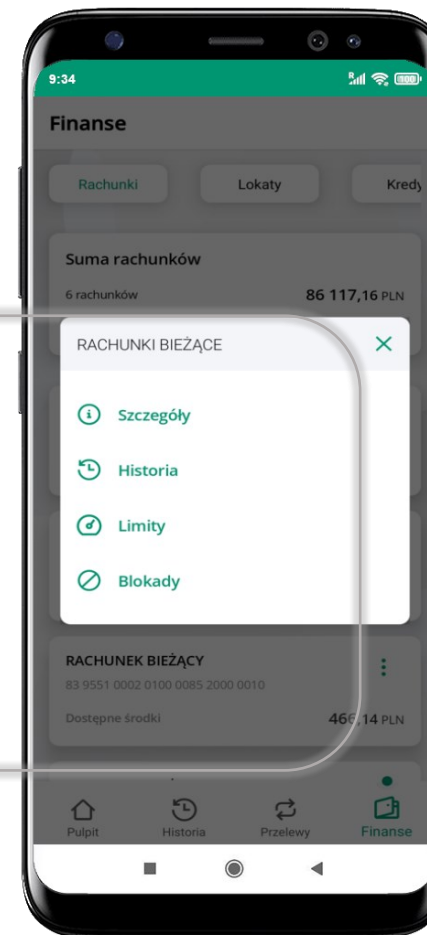 9:34
R
100
Finanse
Rachunki
Lokaty
Kredy
Suma rachunków
6 rachunków
86 117,16 PLN
RACHUNKI BIEŻĄCE
Szczegóły
Historia
Limity
Blokady
RACHUNEK BIEŻĄCY
83 9551 0002 0100 0085 2000 0010
Dostępne środki
466,14 PLN
Pulpit
Historia
Przelewy
Finanse